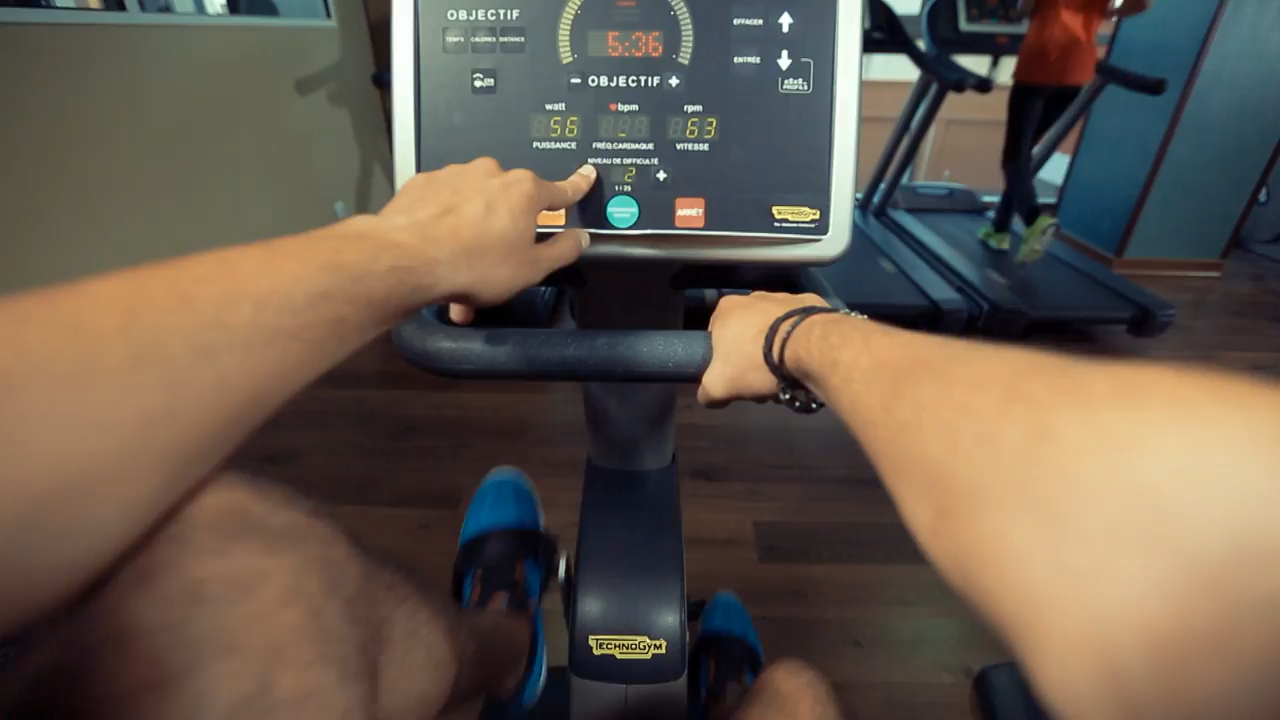 OBJECTIF
TEMPS CALORIES DISTANCE
5:36
EFFACER
ENTRÉE
PROFILS
- OBJECTIF +
watt bpm rpm
56 63
PUISSANCE FRÉQ.CARDIAQUE VITESSE
NIVEAU DE DIFFICULTÉ
2 +
1 - 25
ARRÊT
TECHNOGYM
TECHNOGYM